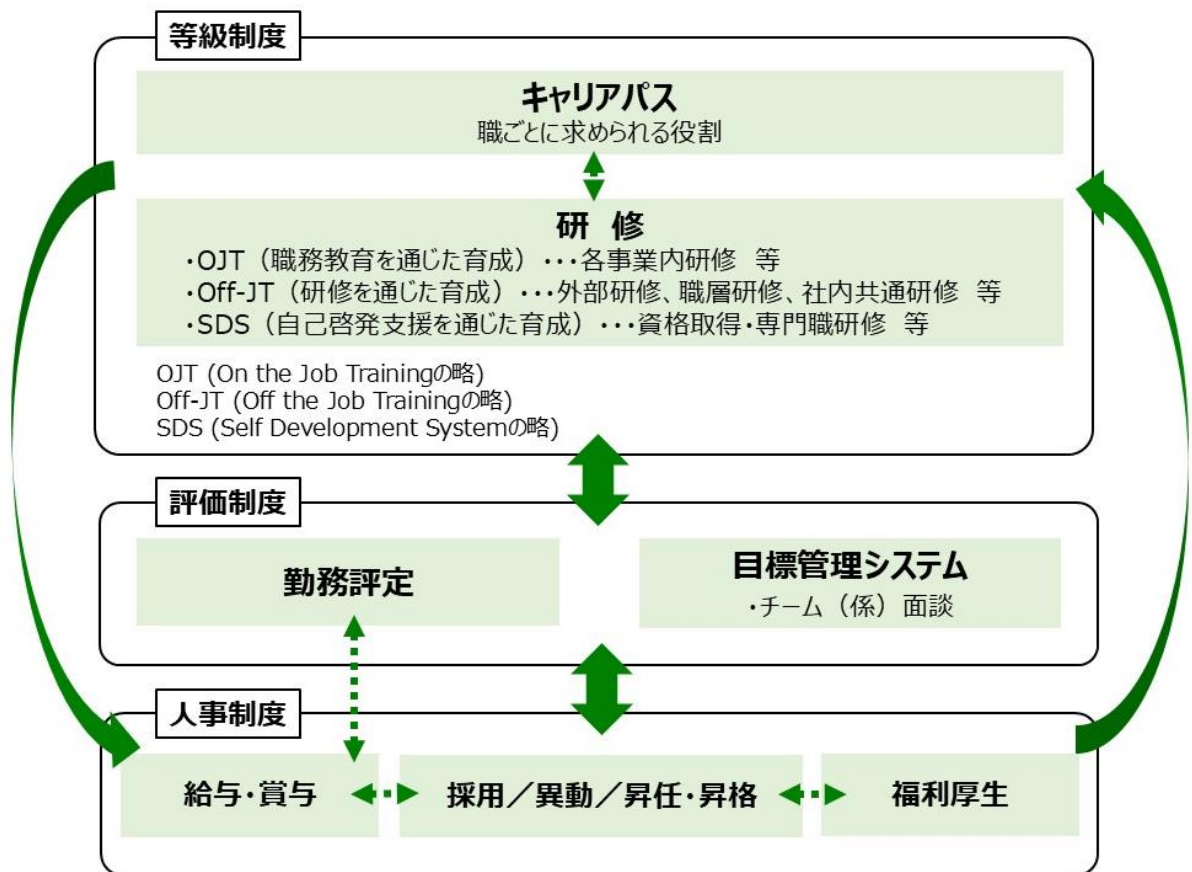 等級制度
キャリアパス
職ごとに求められる役割
研 修
・OJT（職務教育を通じた育成）・・・各事業内研修 等
・Off-JT（研修を通じた育成）・・・外部研修、職層研修、社内共通研修 等
・SDS（自己啓発支援を通じた育成）・・・資格取得・専門職研修 等
OJT (On the Job Trainingの略)
Off-JT (Off the Job Trainingの略)
SDS (Self Development Systemの略)
評価制度
勤務評定
目標管理システム
・チーム（係）面談
人事制度
給与・賞与
採用／異動／昇任・昇格
福利厚生